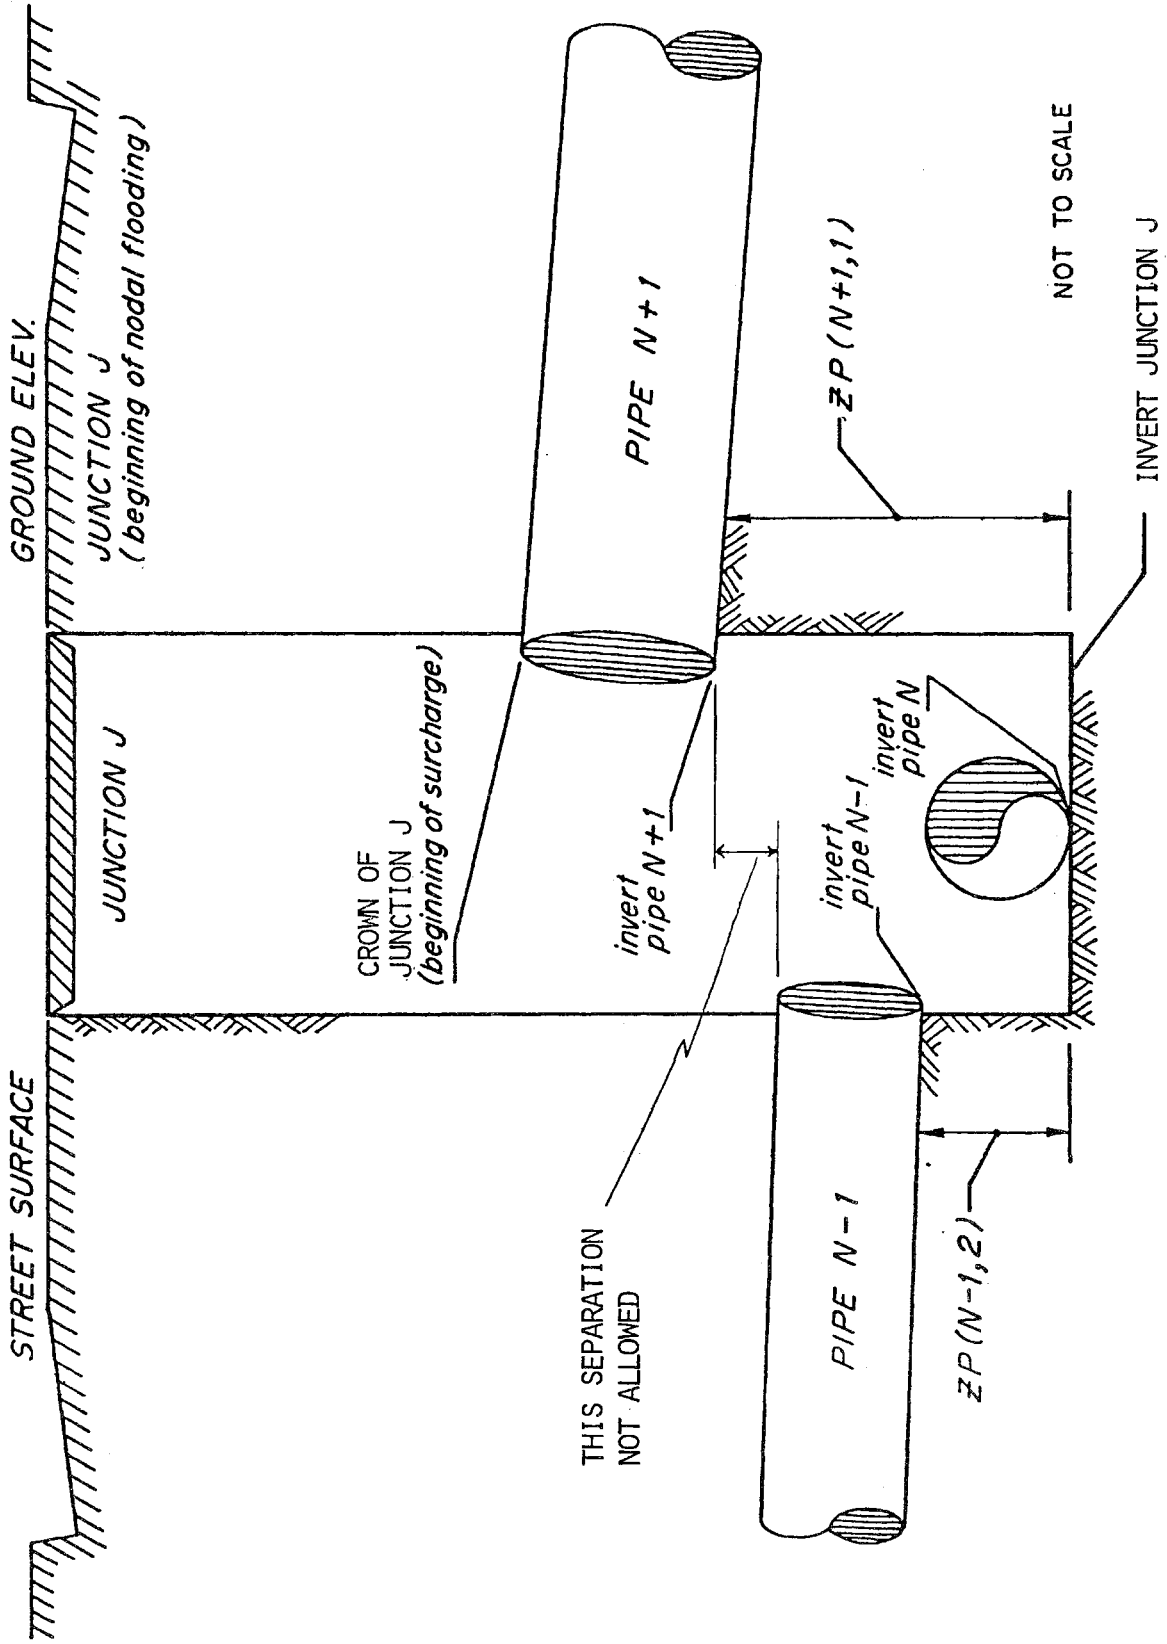 STREET SURFACE
GROUND ELEV.
JUNCTION J
(beginning of nodal flooding)
JUNCTION J
CROWN OF
JUNCTION J
(beginning of surcharge)
PIPE N+1
invert
pipe N+1
THIS SEPARATION
NOT ALLOWED
invert
pipe N-1
invert
pipe N
PIPE N-1
ZP(N+1,1)
ZP(N-1,2)
NOT TO SCALE
INVERT JUNCTION J